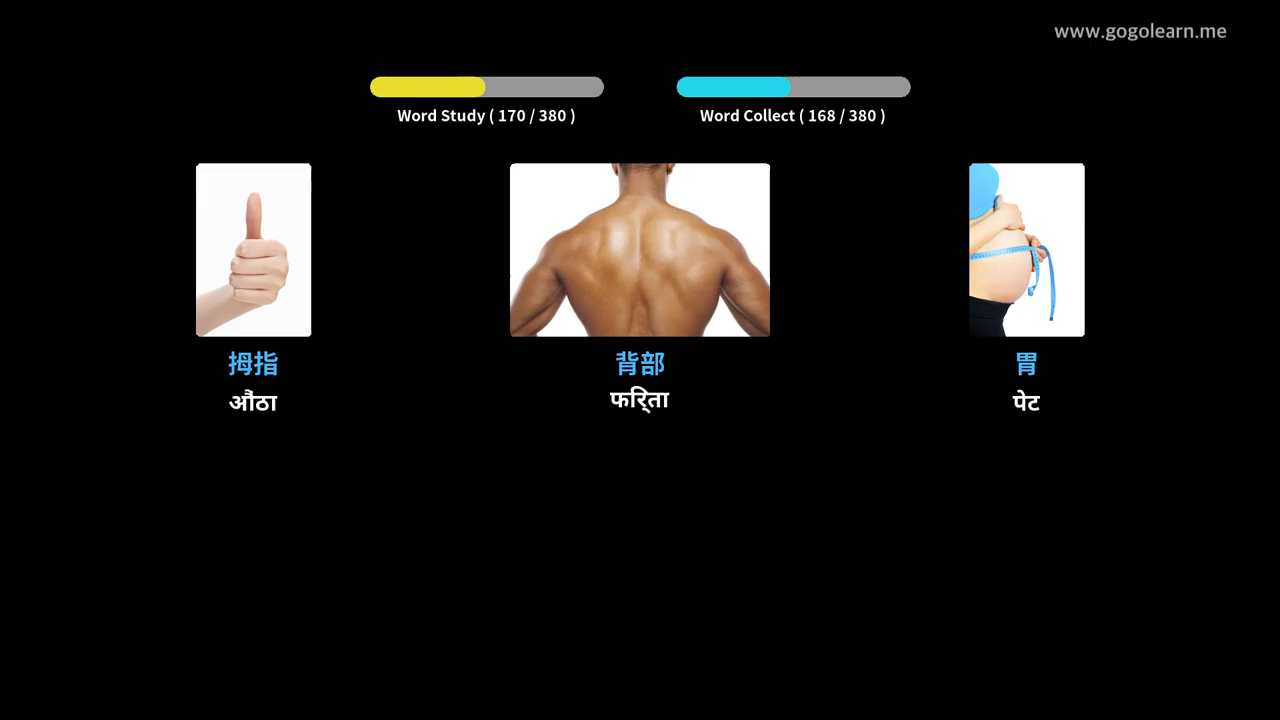 www.gogolearn.me
Word Study ( 170 / 380 )
Word Collect ( 168 / 380 )
拇指
背部
胃
औंठा
फर्िता
पेट